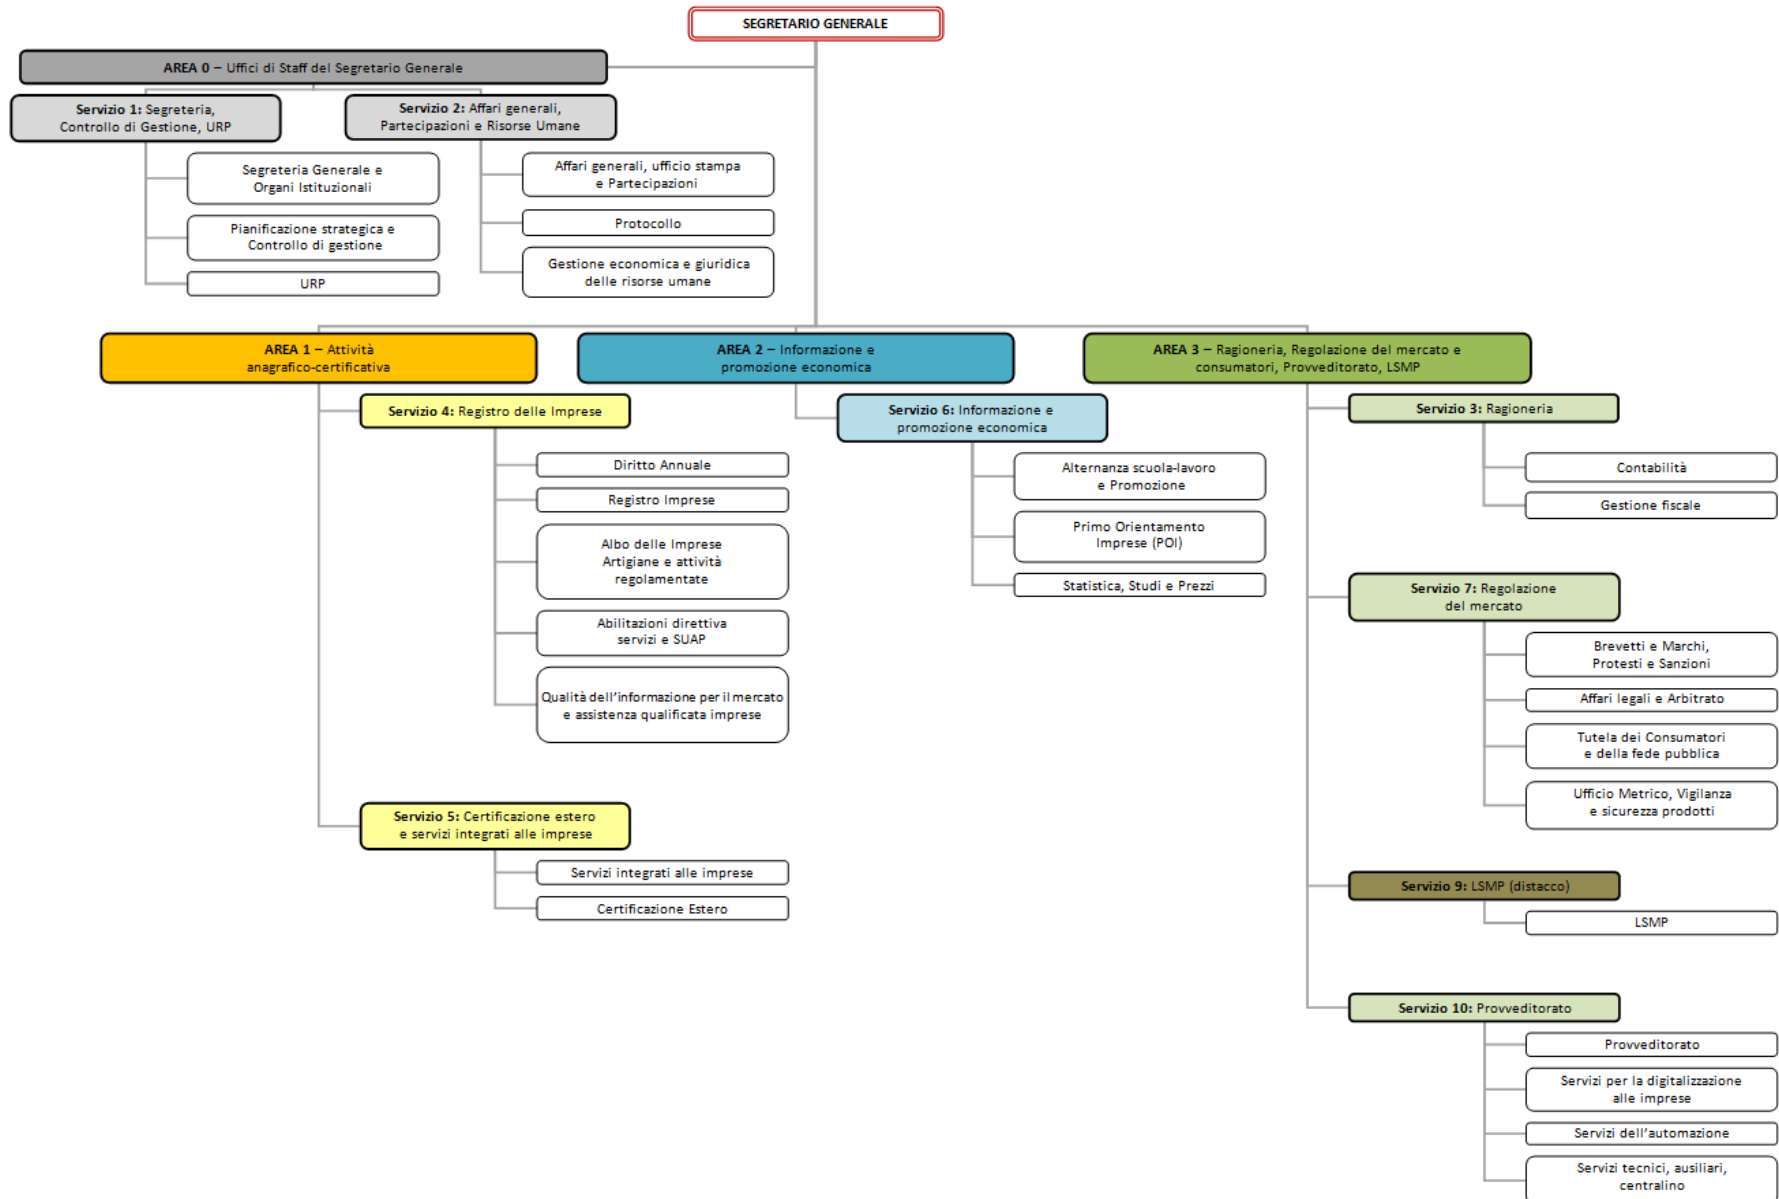 SEGRETARIO GENERALE
AREA 0 – Uffici di Staff del Segretario Generale
Servizio 1: Segreteria,
Controllo di Gestione, URP
Segreteria Generale e
Organi Istituzionali
Pianificazione strategica e
Controllo di gestione
URP
Servizio 2: Affari generali,
Partecipazioni e Risorse Umane
Affari generali, ufficio stampa
e Partecipazioni
Protocollo
Gestione economica e giuridica
delle risorse umane
AREA 1 – Attività
anagrafico-certificativa
Servizio 4: Registro delle Imprese
Diritto Annuale
Registro Imprese
Albo delle Imprese
Artigiane e attività
regolamentate
Abilitazioni direttiva
servizi e SUAP
Qualità dell'informazione per il mercato
e assistenza qualificata imprese
Servizio 5: Certificazione estero
e servizi integrati alle imprese
Servizi integrati alle imprese
Certificazione Estero
AREA 2 – Informazione e
promozione economica
Servizio 6: Informazione e
promozione economica
Alternanza scuola-lavoro
e Promozione
Primo Orientamento
Imprese (POI)
Statistica, Studi e Prezzi
AREA 3 – Ragioneria, Regolazione del mercato e
consumatori, Provveditorato, LSMP
Servizio 3: Ragioneria
Contabilità
Gestione fiscale
Servizio 7: Regolazione
del mercato
Brevetti e Marchi,
Protesti e Sanzioni
Affari legali e Arbitrato
Tutela dei Consumatori
e della fede pubblica
Ufficio Metrico, Vigilanza
e sicurezza prodotti
Servizio 9: LSMP (distacco)
LSMP
Servizio 10: Provveditorato
Provveditorato
Servizi per la digitalizzazione
alle imprese
Servizi dell'automazione
Servizi tecnici, ausiliari,
centralino